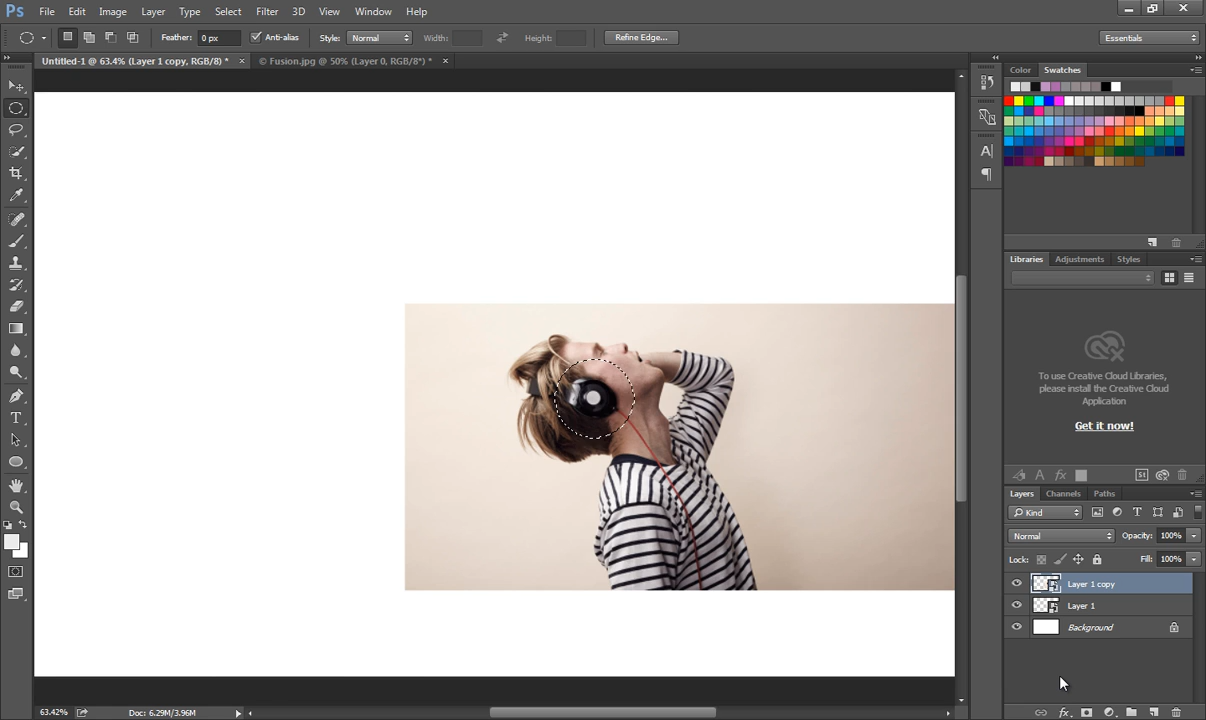 Ps File Edit Image Layer Type Select Filter 3D View Window Help
Feather: 0 px Anti-alias Style: Normal Width: Height: Refine Edge... Essentials
Untitled-1 @ 63.4% (Layer 1 copy, RGB/8) * × © Fusion.jpg @ 50% (Layer 0, RGB/8*) * ×
Color Swatches
Libraries Adjustments Styles
To use Creative Cloud Libraries,
please install the Creative Cloud
Application
Get it now!
St
Layers Channels Paths
Kind
Normal Opacity: 100%
Lock: Fill: 100%
Layer 1 copy
Layer 1
Background
63.42% Doc: 6.29M/3.96M
fx